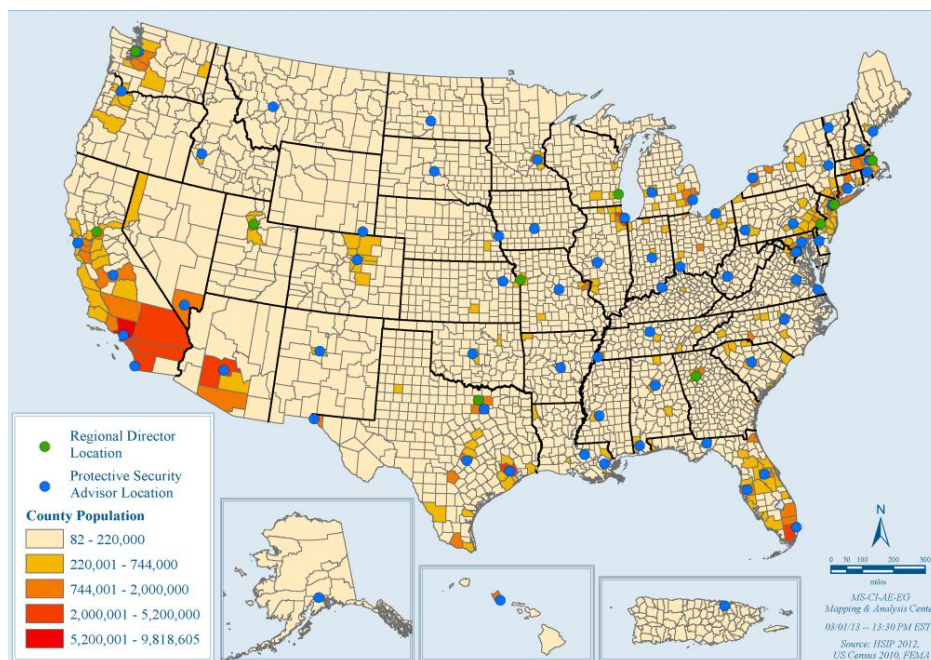 Regional Director
Location
Protective Security
Advisor Location
County Population
82 - 220,000
220,001 - 744,000
744,001 - 2,000,000
2,000,001 - 5,200,000
5,200,001 - 9,818,605
N
0 50 100 200 300
miles
MS-CI-AE-EG
Mapping & Analysis Cente
03/01/13 -- 13:30 PM EST
Source: HSIP 2012,
US Census 2010, FEMA